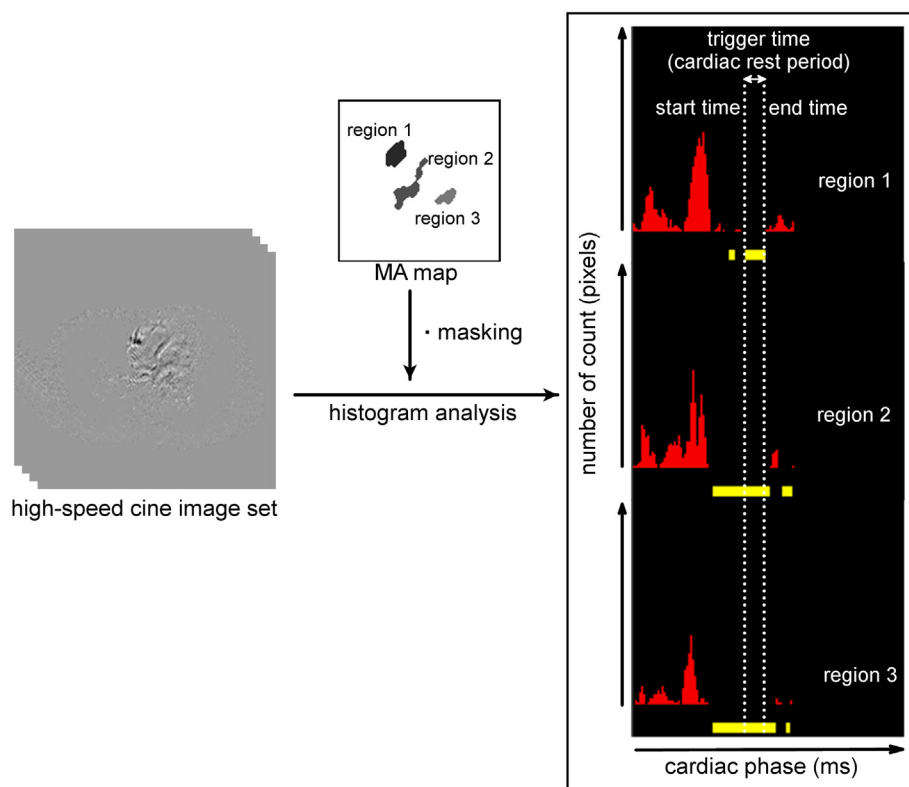 high-speed cine image set
region 1
region 2
region 3
MA map
· masking
histogram analysis
number of count (pixels)
trigger time
(cardiac rest period)
start time
end time
region 1
region 2
region 3
cardiac phase (ms)